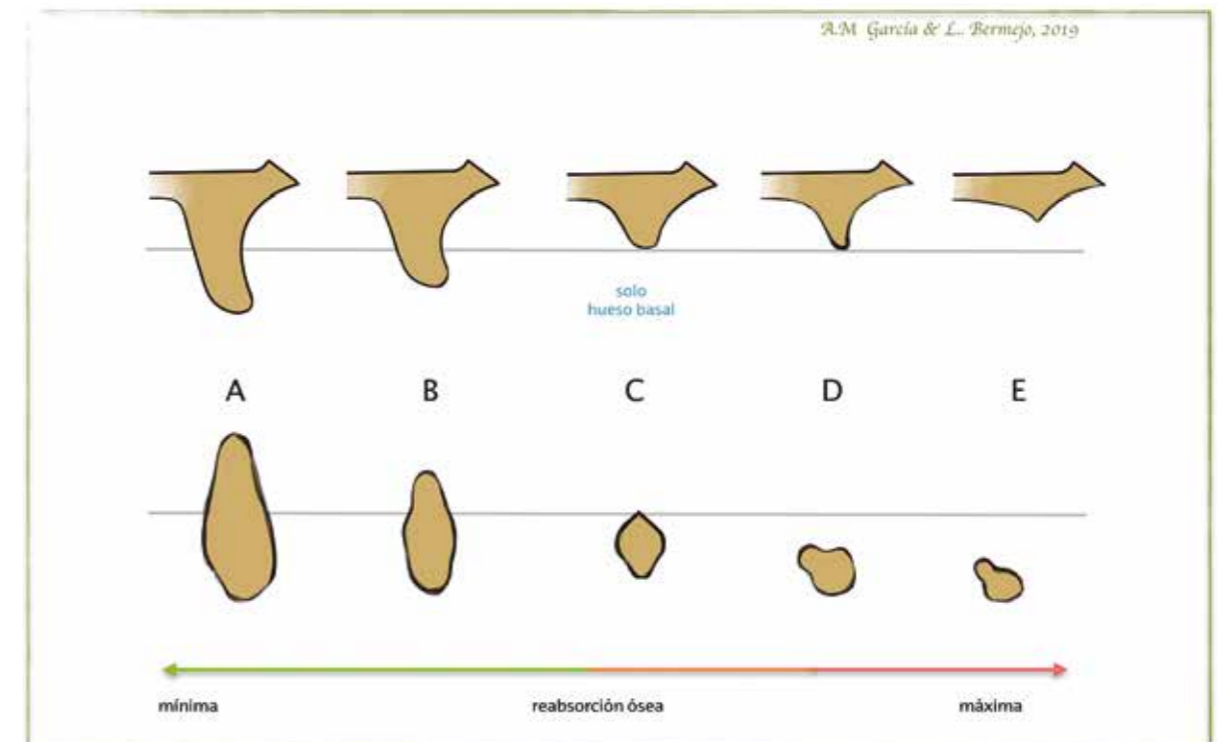 A.M García & L.. Bermejo, 2019
solo
hueso basal
A B C D E
mínima reabsorción ósea máxima